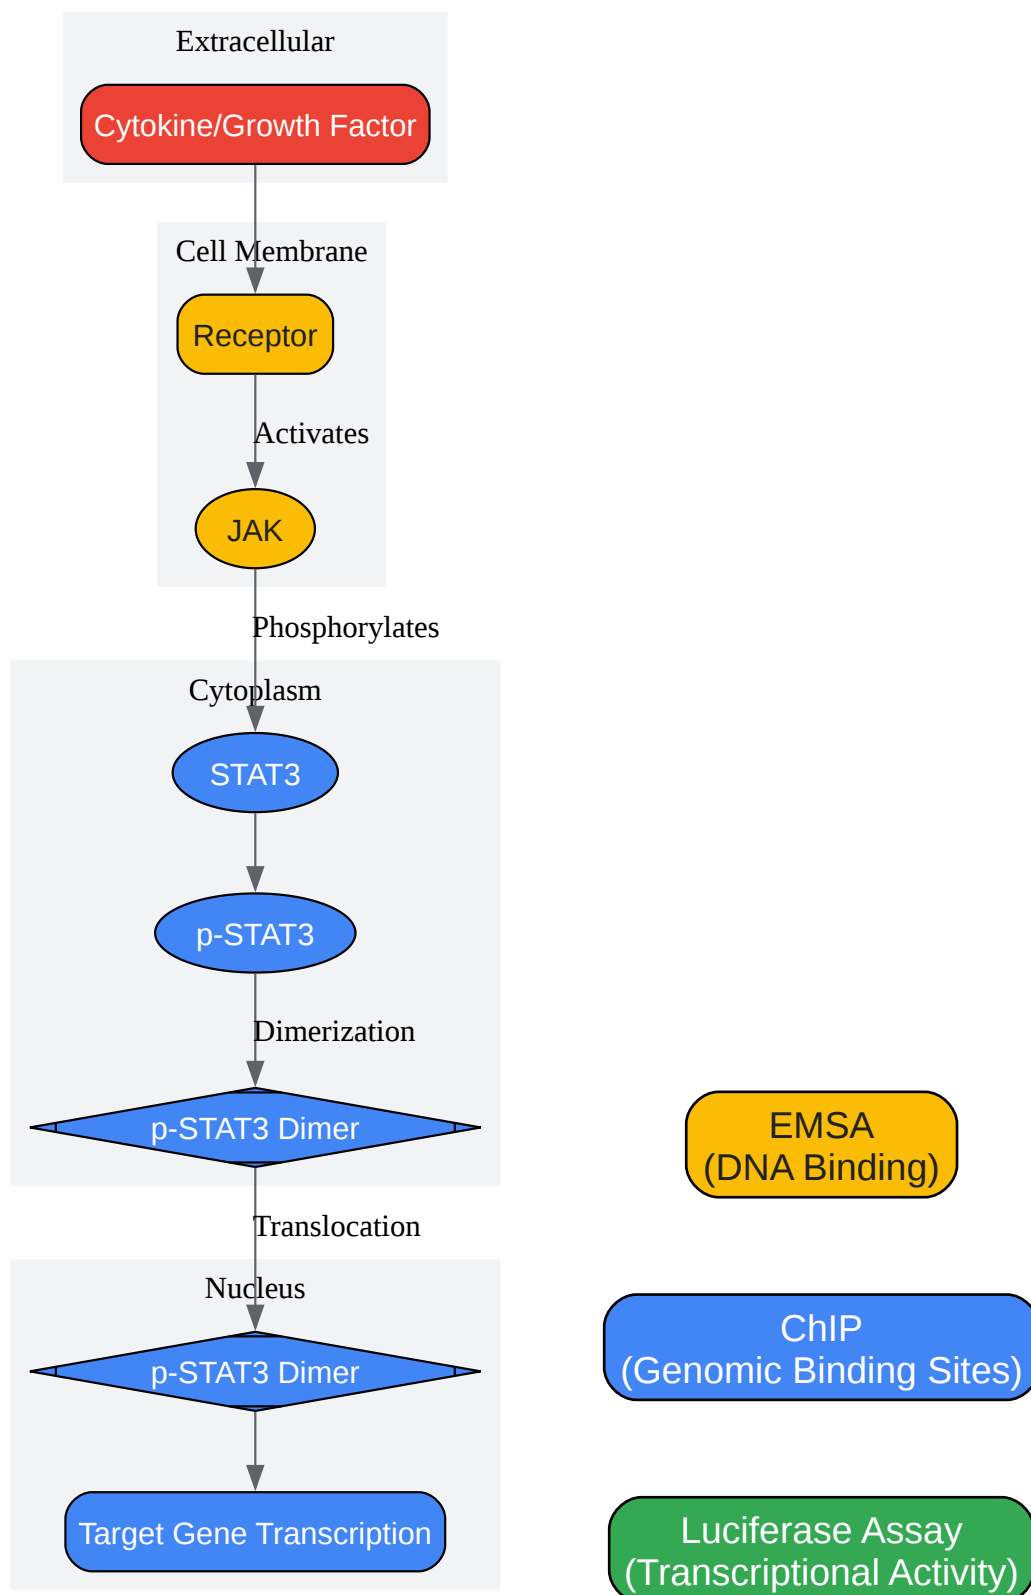 Extracellular
Cytokine/Growth Factor
Cell Membrane
Receptor
Activates
JAK
Phosphorylates
Cytoplasm
STAT3
p-STAT3
Dimerization
p-STAT3 Dimer
Translocation
Nucleus
p-STAT3 Dimer
Target Gene Transcription
EMSA
(DNA Binding)
ChIP
(Genomic Binding Sites)
Luciferase Assay
(Transcriptional Activity)